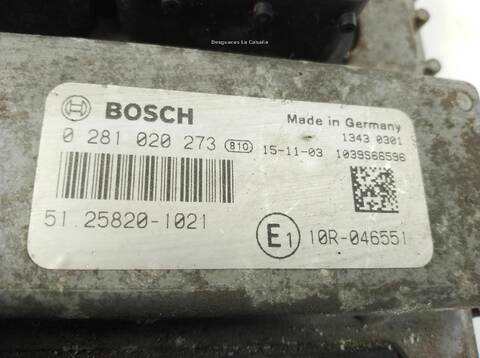 Desguaces La Cabaña
BOSCH
Made in Germany
0 281 020 273 810
1343 0301
15-11-03 1039S66596
51.25820-1021
E1 10R-046551